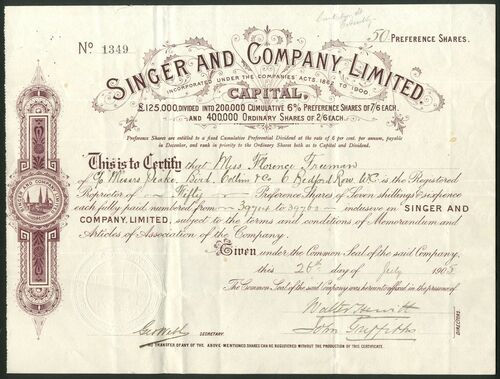 50 PREFERENCE SHARES.
No 1349
SINGER AND COMPANY LIMITED
INCORPORATED UNDER THE COMPANIES' ACTS, 1862 TO 1900
CAPITAL,
£125,000, DIVIDED INTO 200,000 CUMULATIVE 6% PREFERENCE SHARES OF 7/6 EACH.
AND 400,000 ORDINARY SHARES OF 2/6 EACH.
Preference Shares are entitled to a fixed Cumulative Preferential Dividend at the rate of 6 per cent. per annum, payable
in December, and rank in priority to the Ordinary Shares both as to Capital and Dividend.
This is to Certify that Miss Florence Freeman
of C/o Messrs Peake Bird Collins & Co 6 Bedford Row W.C. is the Registered
Proprietor of Fifty Preference Shares of Seven shillings & sixpence
each fully paid numbered from to inclusive in SINGER AND
COMPANY, LIMITED, subject to the terms and conditions of Memorandum and
Articles of Association of the Company.
Given under the Common Seal of the said Company,
this 26th day of July 1905
The Common Seal of the said Company was hereunto affixed in the presence of
SINGER AND COMPANY LIMITED
Walter Hewitt
John Griffiths
DIRECTORS.
Geo Webb SECRETARY.
NO TRANSFER OF ANY OF THE ABOVE-MENTIONED SHARES CAN BE REGISTERED WITHOUT THE PRODUCTION OF THIS CERTIFICATE.